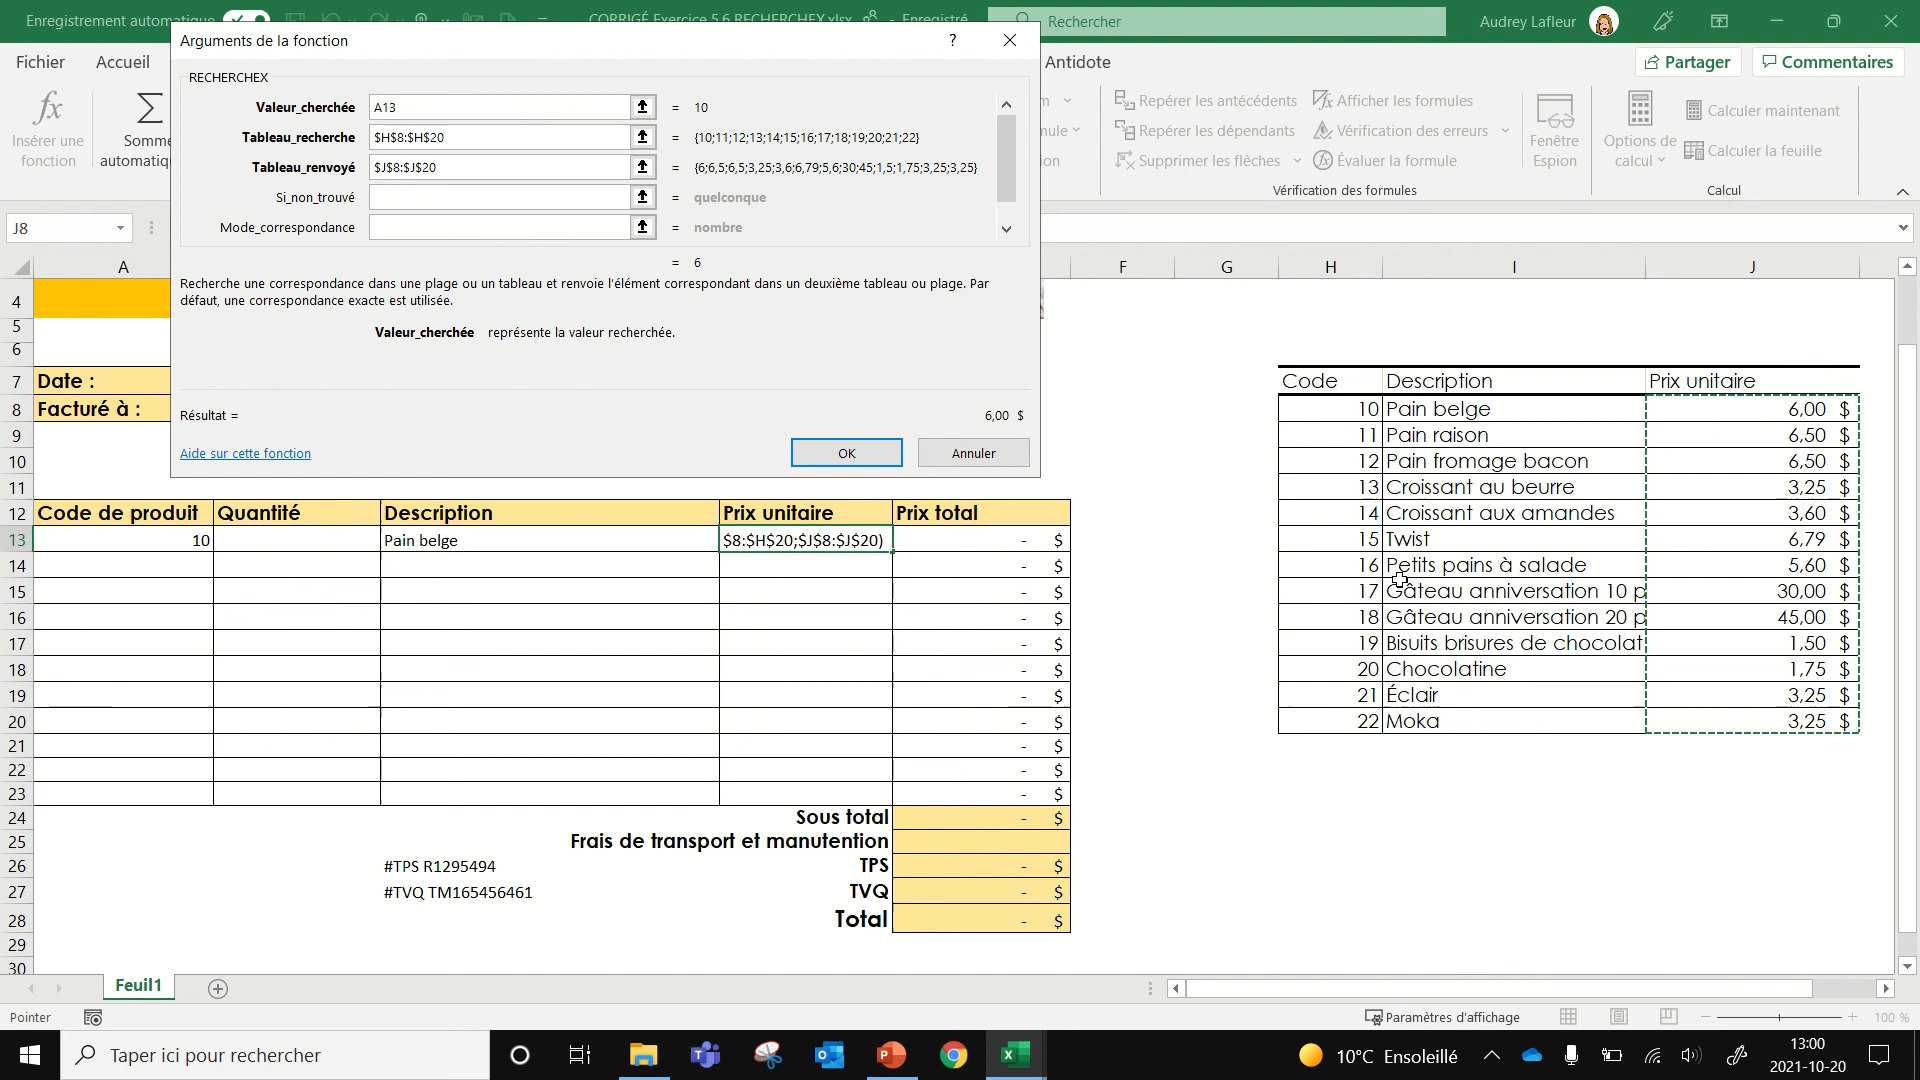 Enregistrement automatique
CORRIGÉ Exercice 5.6 RECHERCHEX.xlsx - Enregistré
Rechercher
Audrey Lafleur
Arguments de la fonction
?
Fichier
Accueil
Antidote
Partager
Commentaires
RECHERCHEX
Valeur_cherchée A13 = 10
Tableau_recherche $H$8:$H$20 = {10;11;12;13;14;15;16;17;18;19;20;21;22}
Tableau_renvoyé $J$8:$J$20 = {6;6,5;6,5;3,25;3,6;6,79;5,6;30;45;1,5;1,75;3,25;3,25}
Si_non_trouvé = quelconque
Mode_correspondance = nombre
= 6
Recherche une correspondance dans une plage ou un tableau et renvoie l'élément correspondant dans un deuxième tableau ou plage. Par
défaut, une correspondance exacte est utilisée.
Valeur_cherchée représente la valeur recherchée.
Résultat = 6,00 $
Aide sur cette fonction
OK
Annuler
fx
Insérer une
fonction
Σ
Somme
automatiq
Repérer les antécédents
Repérer les dépendants
Supprimer les flèches
Afficher les formules
Vérification des erreurs
Évaluer la formule
Vérification des formules
Fenêtre
Espion
Options de
calcul
Calculer maintenant
Calculer la feuille
Calcul
J8
A F G H I J
4
5
6
7 Date : Code Description Prix unitaire
8 Facturé à : 10 Pain belge 6,00 $
9 11 Pain raison 6,50 $
10 12 Pain fromage bacon 6,50 $
11 13 Croissant au beurre 3,25 $
12 Code de produit Quantité Description Prix unitaire Prix total 14 Croissant aux amandes 3,60 $
13 10 Pain belge $8:$H$20;$J$8:$J$20) - $ 15 Twist 6,79 $
14 - $ 16 Petits pains à salade 5,60 $
15 - $ 17 Gâteau anniversation 10 p 30,00 $
16 - $ 18 Gâteau anniversation 20 p 45,00 $
17 - $ 19 Bisuits brisures de chocolat 1,50 $
18 - $ 20 Chocolatine 1,75 $
19 - $ 21 Éclair 3,25 $
20 - $ 22 Moka 3,25 $
21 - $
22 - $
23 - $
24 Sous total - $
25 Frais de transport et manutention
26 #TPS R1295494 TPS - $
27 #TVQ TM165456461 TVQ - $
28 Total - $
29
30
Feuil1
Pointer
Paramètres d'affichage
100 %
Taper ici pour rechercher
10°C Ensoleillé
13:00
2021-10-20